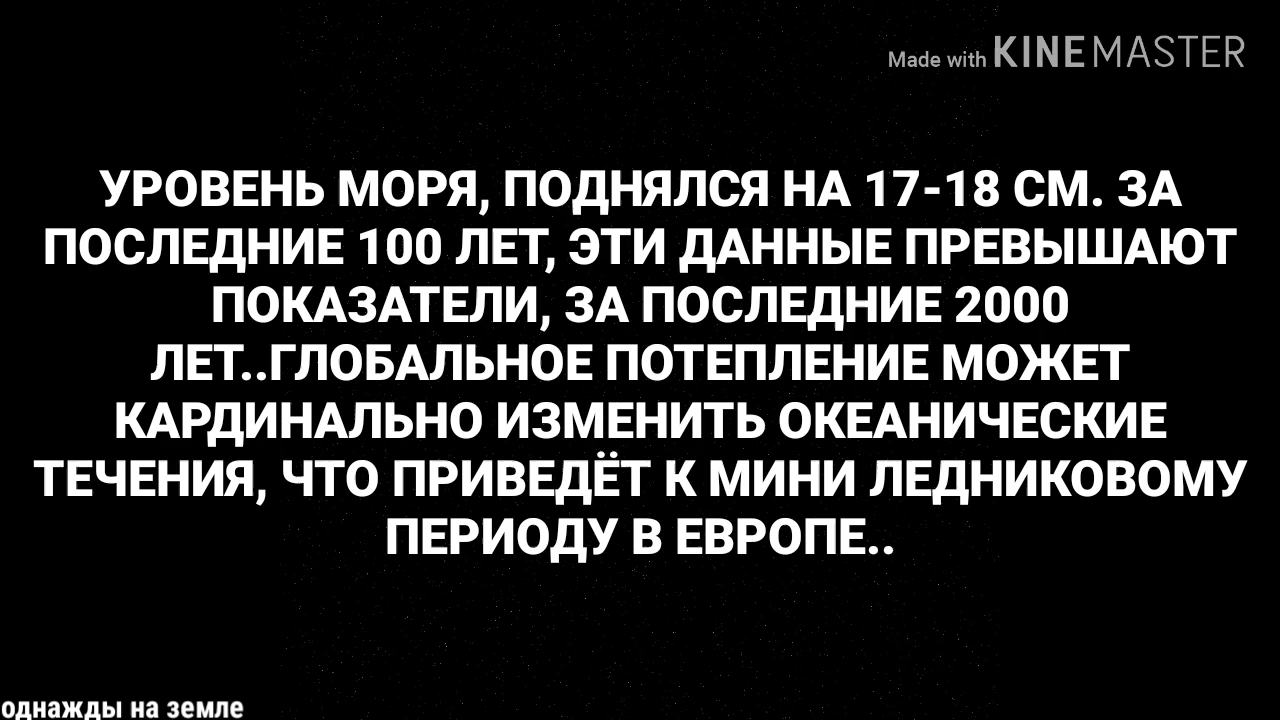 Made with KINEMASTER
УРОВЕНЬ МОРЯ, ПОДНЯЛСЯ НА 17-18 СМ. ЗА
ПОСЛЕДНИЕ 100 ЛЕТ, ЭТИ ДАННЫЕ ПРЕВЫШАЮТ
ПОКАЗАТЕЛИ, ЗА ПОСЛЕДНИЕ 2000
ЛЕТ..ГЛОБАЛЬНОЕ ПОТЕПЛЕНИЕ МОЖЕТ
КАРДИНАЛЬНО ИЗМЕНИТЬ ОКЕАНИЧЕСКИЕ
ТЕЧЕНИЯ, ЧТО ПРИВЕДЁТ К МИНИ ЛЕДНИКОВОМУ
ПЕРИОДУ В ЕВРОПЕ..
однажды на земле